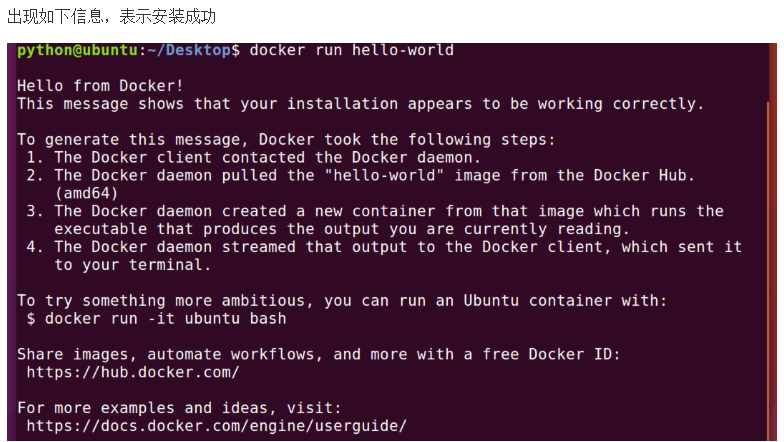 出现如下信息，表示安装成功
python@ubuntu:~/Desktop$ docker run hello-world
Hello from Docker!
This message shows that your installation appears to be working correctly.
To generate this message, Docker took the following steps:
1. The Docker client contacted the Docker daemon.
2. The Docker daemon pulled the "hello-world" image from the Docker Hub.
(amd64)
3. The Docker daemon created a new container from that image which runs the
executable that produces the output you are currently reading.
4. The Docker daemon streamed that output to the Docker client, which sent it
to your terminal.
To try something more ambitious, you can run an Ubuntu container with:
$ docker run -it ubuntu bash
Share images, automate workflows, and more with a free Docker ID:
https://hub.docker.com/
For more examples and ideas, visit:
https://docs.docker.com/engine/userguide/